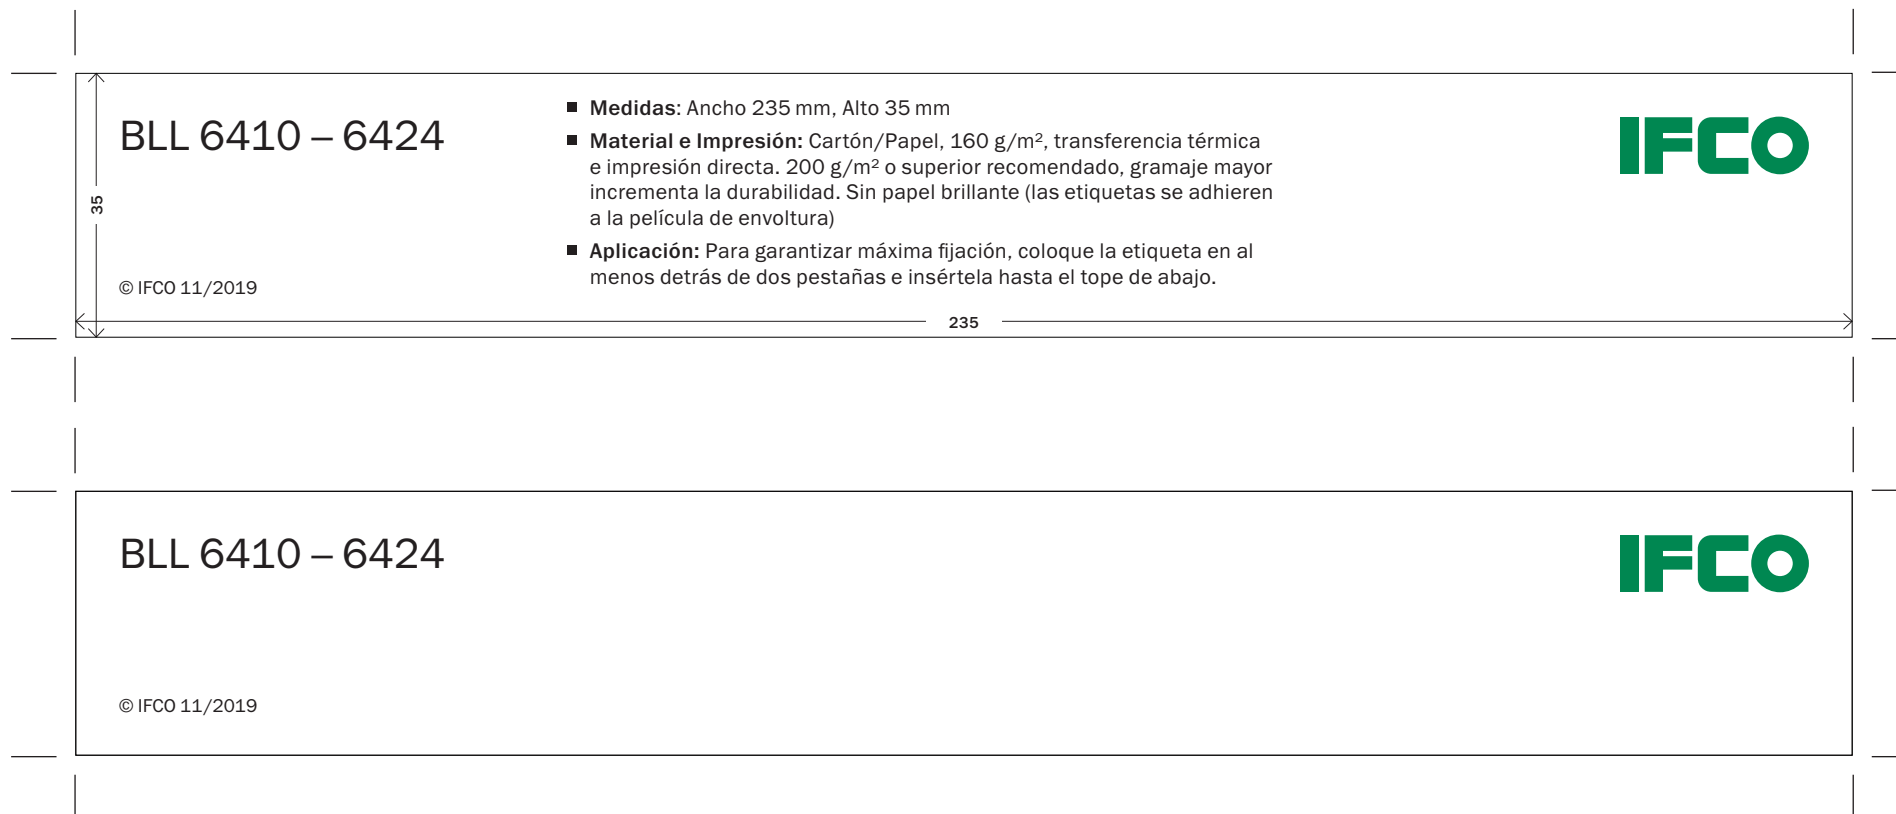 BLL 6410 – 6424
35
© IFCO 11/2019
■ Medidas: Ancho 235 mm, Alto 35 mm
■ Material e Impresión: Cartón/Papel, 160 g/m², transferencia térmica
e impresión directa. 200 g/m² o superior recomendado, gramaje mayor
incrementa la durabilidad. Sin papel brillante (las etiquetas se adhieren
a la película de envoltura)
■ Aplicación: Para garantizar máxima fijación, coloque la etiqueta en al
menos detrás de dos pestañas e insértela hasta el tope de abajo.
IFCO
235
BLL 6410 – 6424
IFCO
© IFCO 11/2019